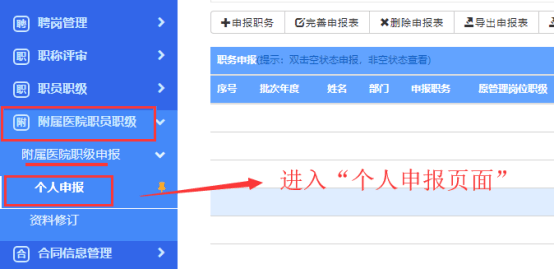 聘 聘岗管理
职 职称评审
职 职员职级
附 附属医院职员职级
附属医院职级申报
个人申报
资料修订
合 合同信息管理
申报职务 完善申报表 删除申报表 导出申报表
职务申报(提示：双击空状态申报，非空状态查看)
序号 批次年度 姓名 部门 申报职务 原管理岗位职级
进入“个人申报页面”